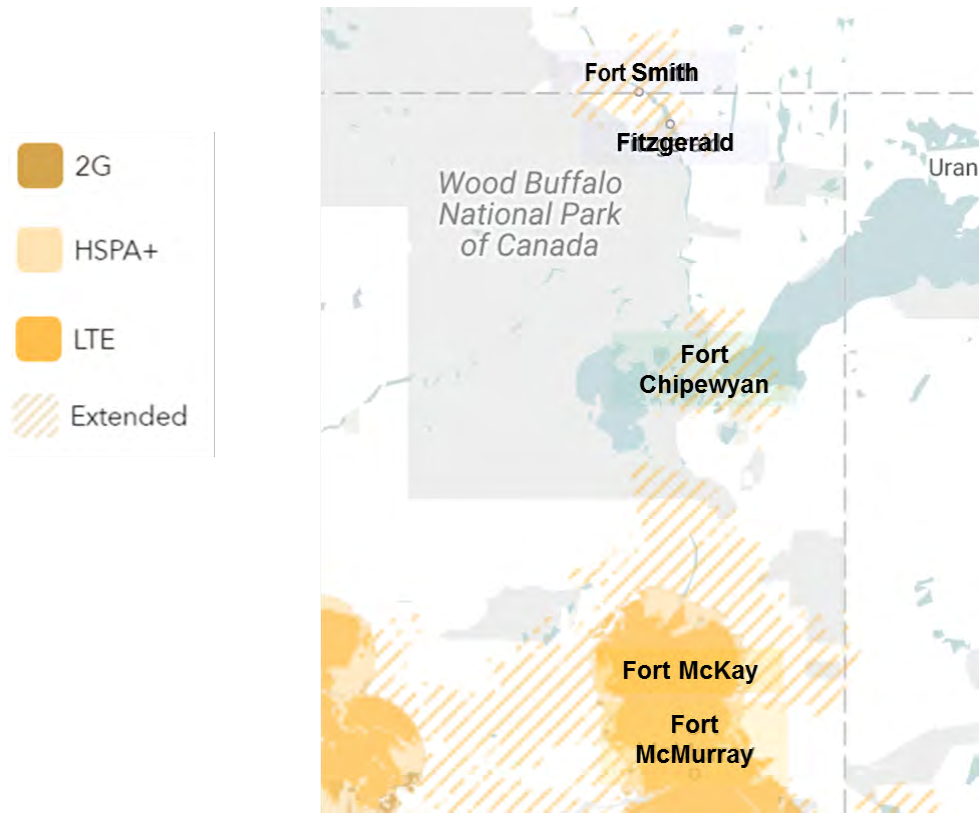 2G
HSPA+
LTE
Extended
Fort Smith
Fitzgerald
Wood Buffalo
National Park
of Canada
Uran
Fort
Chipewyan
Fort McKay
Fort
McMurray